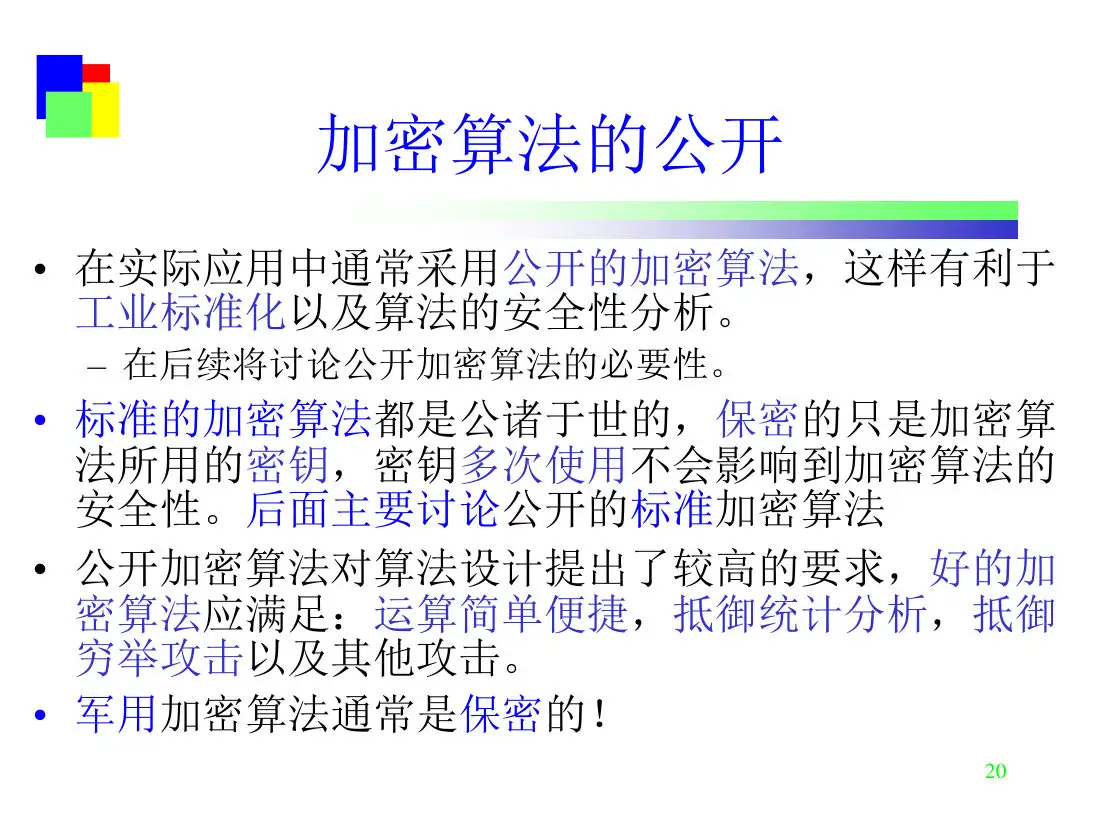 加密算法的公开
• 在实际应用中通常采用公开的加密算法，这样有利于
工业标准化以及算法的安全性分析。
– 在后续将讨论公开加密算法的必要性。
• 标准的加密算法都是公诸于世的，保密的只是加密算
法所用的密钥，密钥多次使用不会影响到加密算法的
安全性。后面主要讨论公开的标准加密算法
• 公开加密算法对算法设计提出了较高的要求，好的加
密算法应满足：运算简单便捷，抵御统计分析，抵御
穷举攻击以及其他攻击。
• 军用加密算法通常是保密的！
20